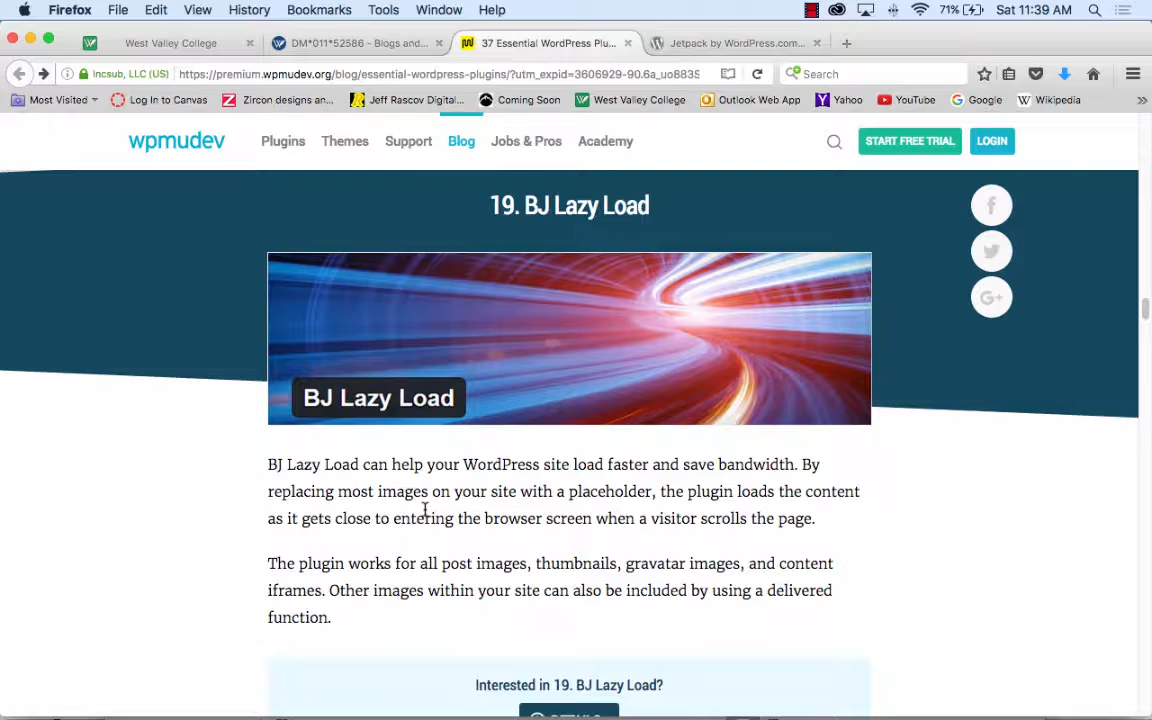 Firefox File Edit View History Bookmarks Tools Window Help 71% Sat 11:39 AM
West Valley College DM*011*52586 - Blogs and... 37 Essential WordPress Plu... Jetpack by WordPress.com...
Incsub, LLC (US) https://premium.wpmudev.org/blog/essential-wordpress-plugins/?utm_expid=3606929-90.6a_uo883S Search
Most Visited Log In to Canvas Zircon designs an... Jeff Rascov Digital... Coming Soon West Valley College Outlook Web App Yahoo YouTube Google Wikipedia
wpmudev Plugins Themes Support Blog Jobs & Pros Academy START FREE TRIAL LOGIN
19. BJ Lazy Load
BJ Lazy Load
BJ Lazy Load can help your WordPress site load faster and save bandwidth. By
replacing most images on your site with a placeholder, the plugin loads the content
as it gets close to entering the browser screen when a visitor scrolls the page.
The plugin works for all post images, thumbnails, gravatar images, and content
iframes. Other images within your site can also be included by using a delivered
function.
Interested in 19. BJ Lazy Load?